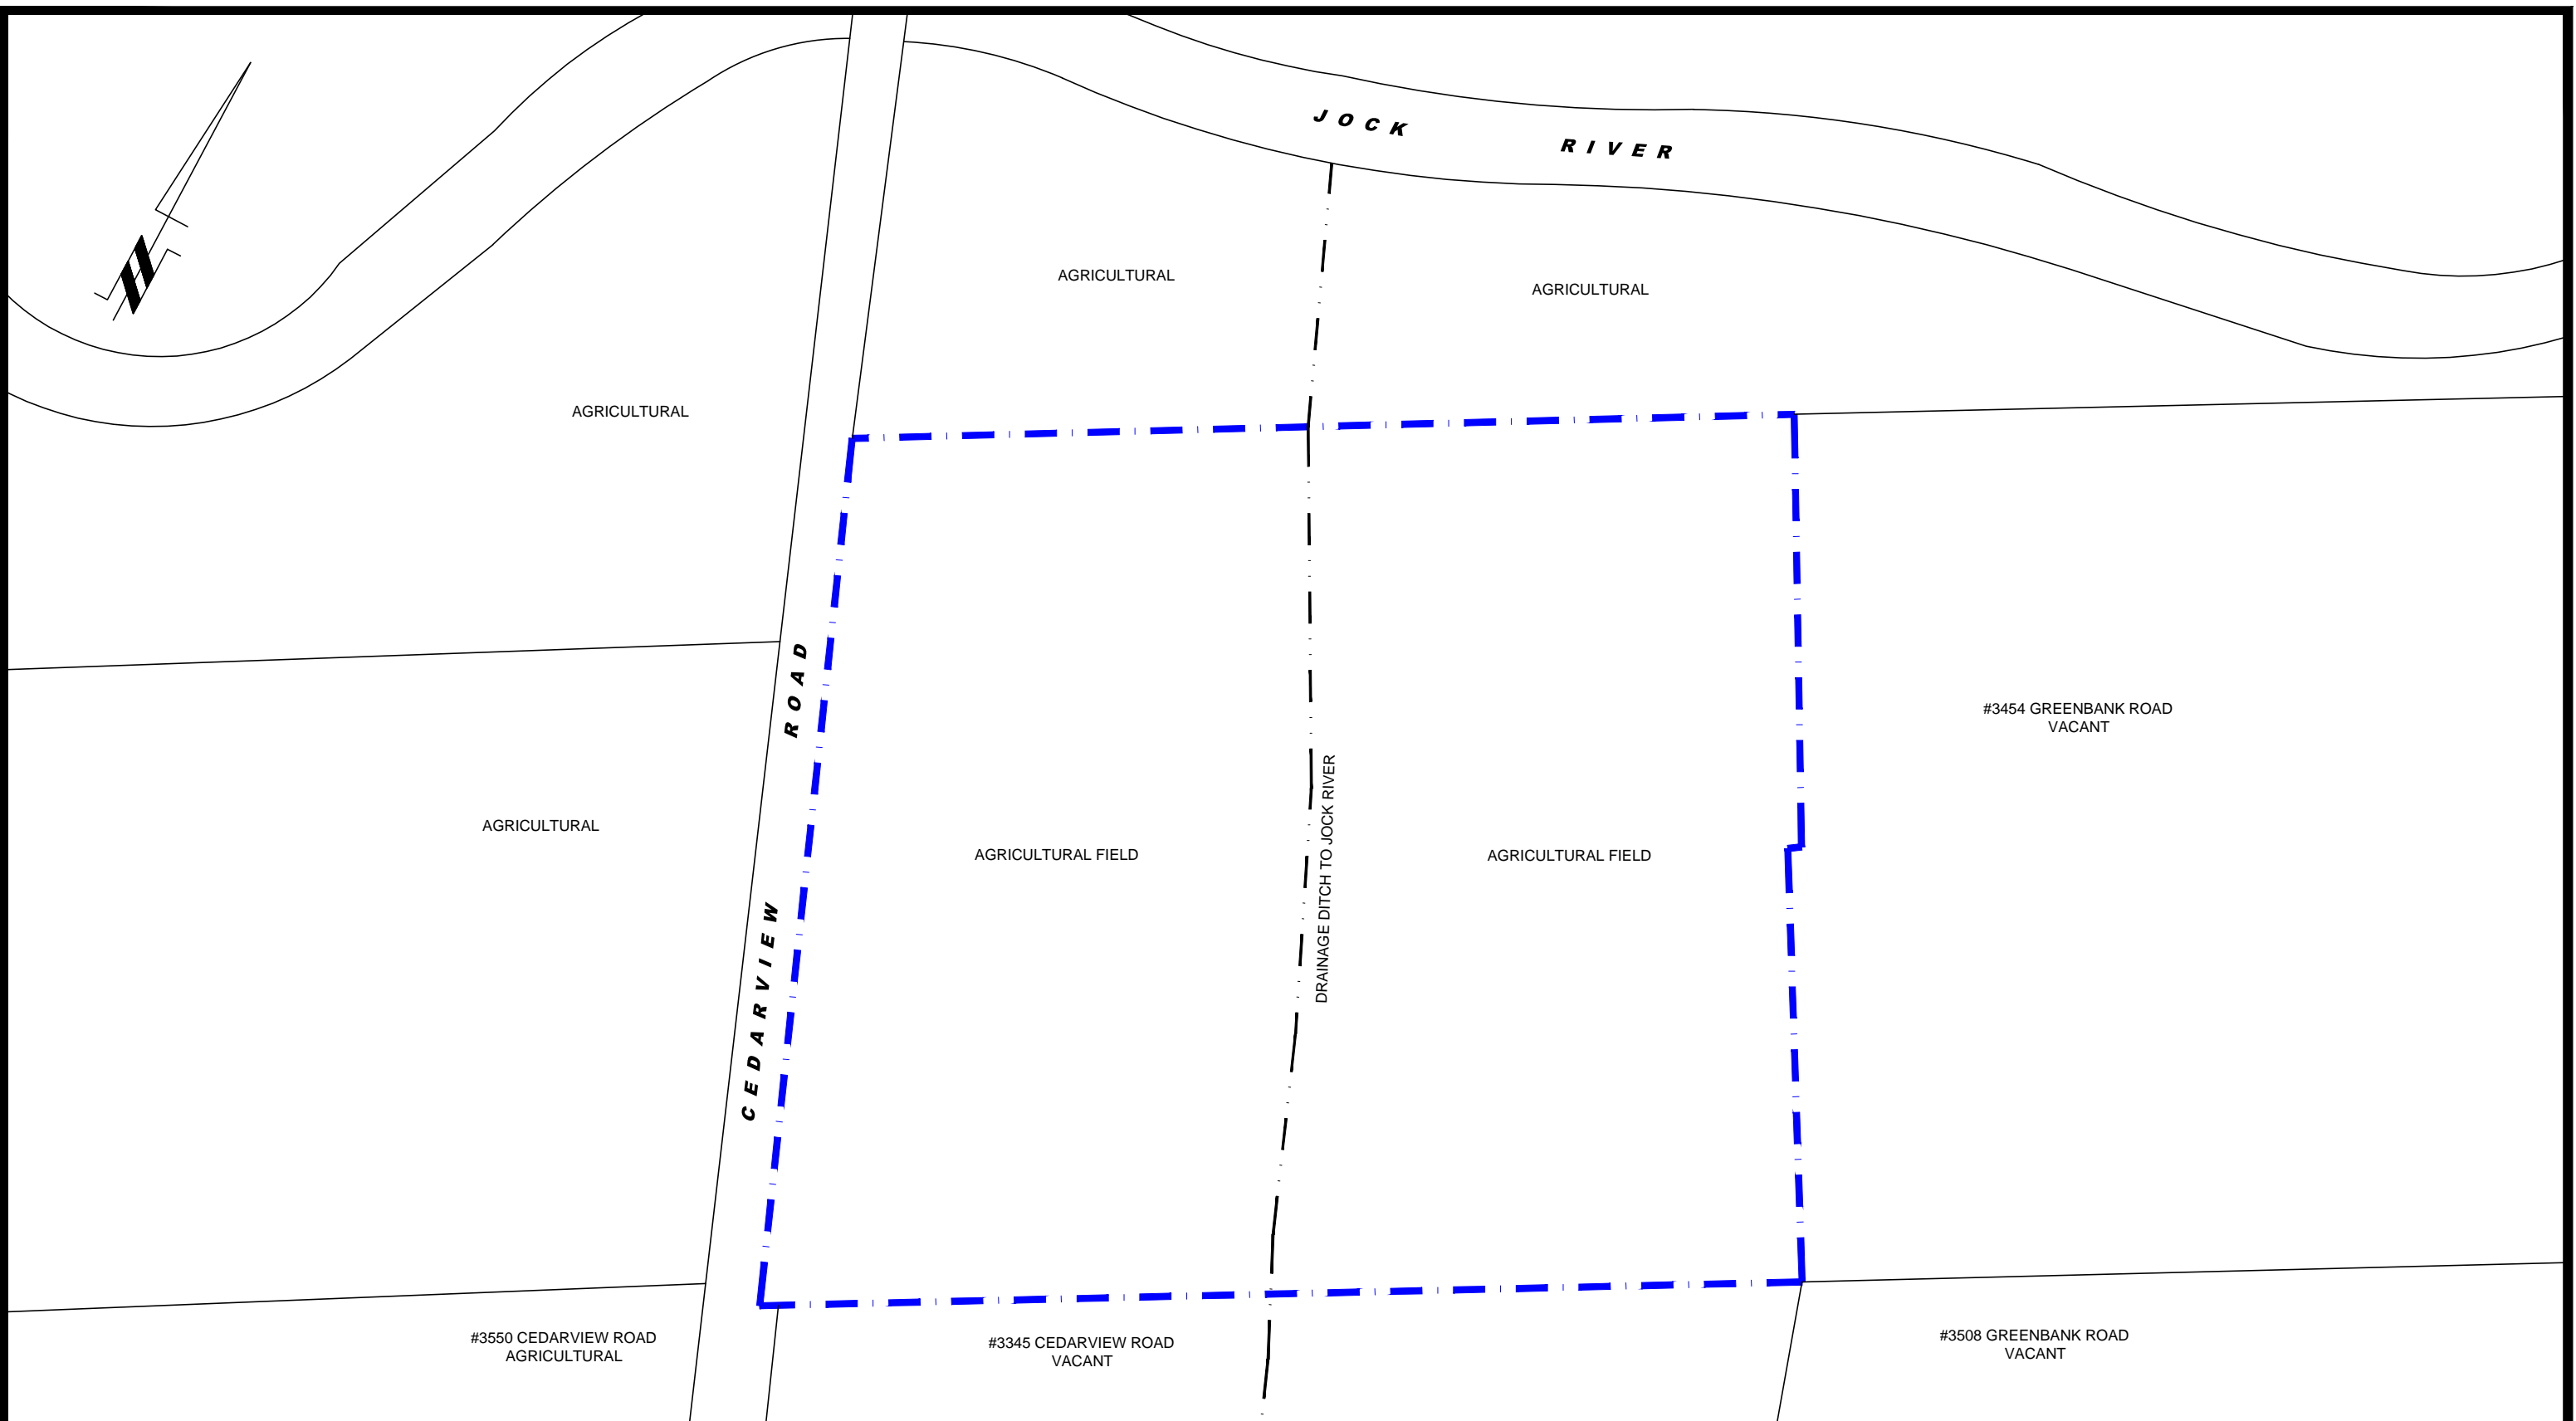 JOCK RIVER
AGRICULTURAL
AGRICULTURAL
AGRICULTURAL
#3454 GREENBANK ROAD
VACANT
CEDARVIEW ROAD
AGRICULTURAL
AGRICULTURAL FIELD
DRAINAGE DITCH TO JOCK RIVER
AGRICULTURAL FIELD
#3550 CEDARVIEW ROAD
AGRICULTURAL
#3345 CEDARVIEW ROAD
VACANT
#3508 GREENBANK ROAD
VACANT